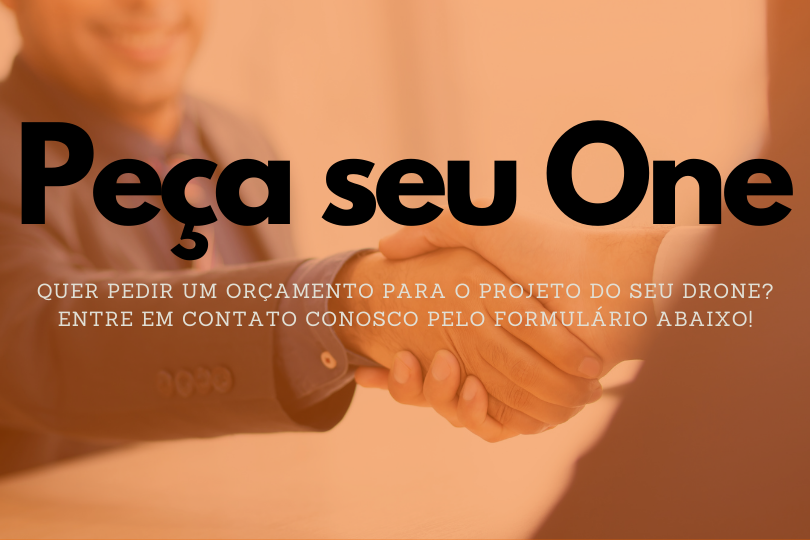 Peça seu One
QUER PEDIR UM ORÇAMENTO PARA O PROJETO DO SEU DRONE?
ENTRE EM CONTATO CONOSCO PELO FORMULÁRIO ABAIXO!